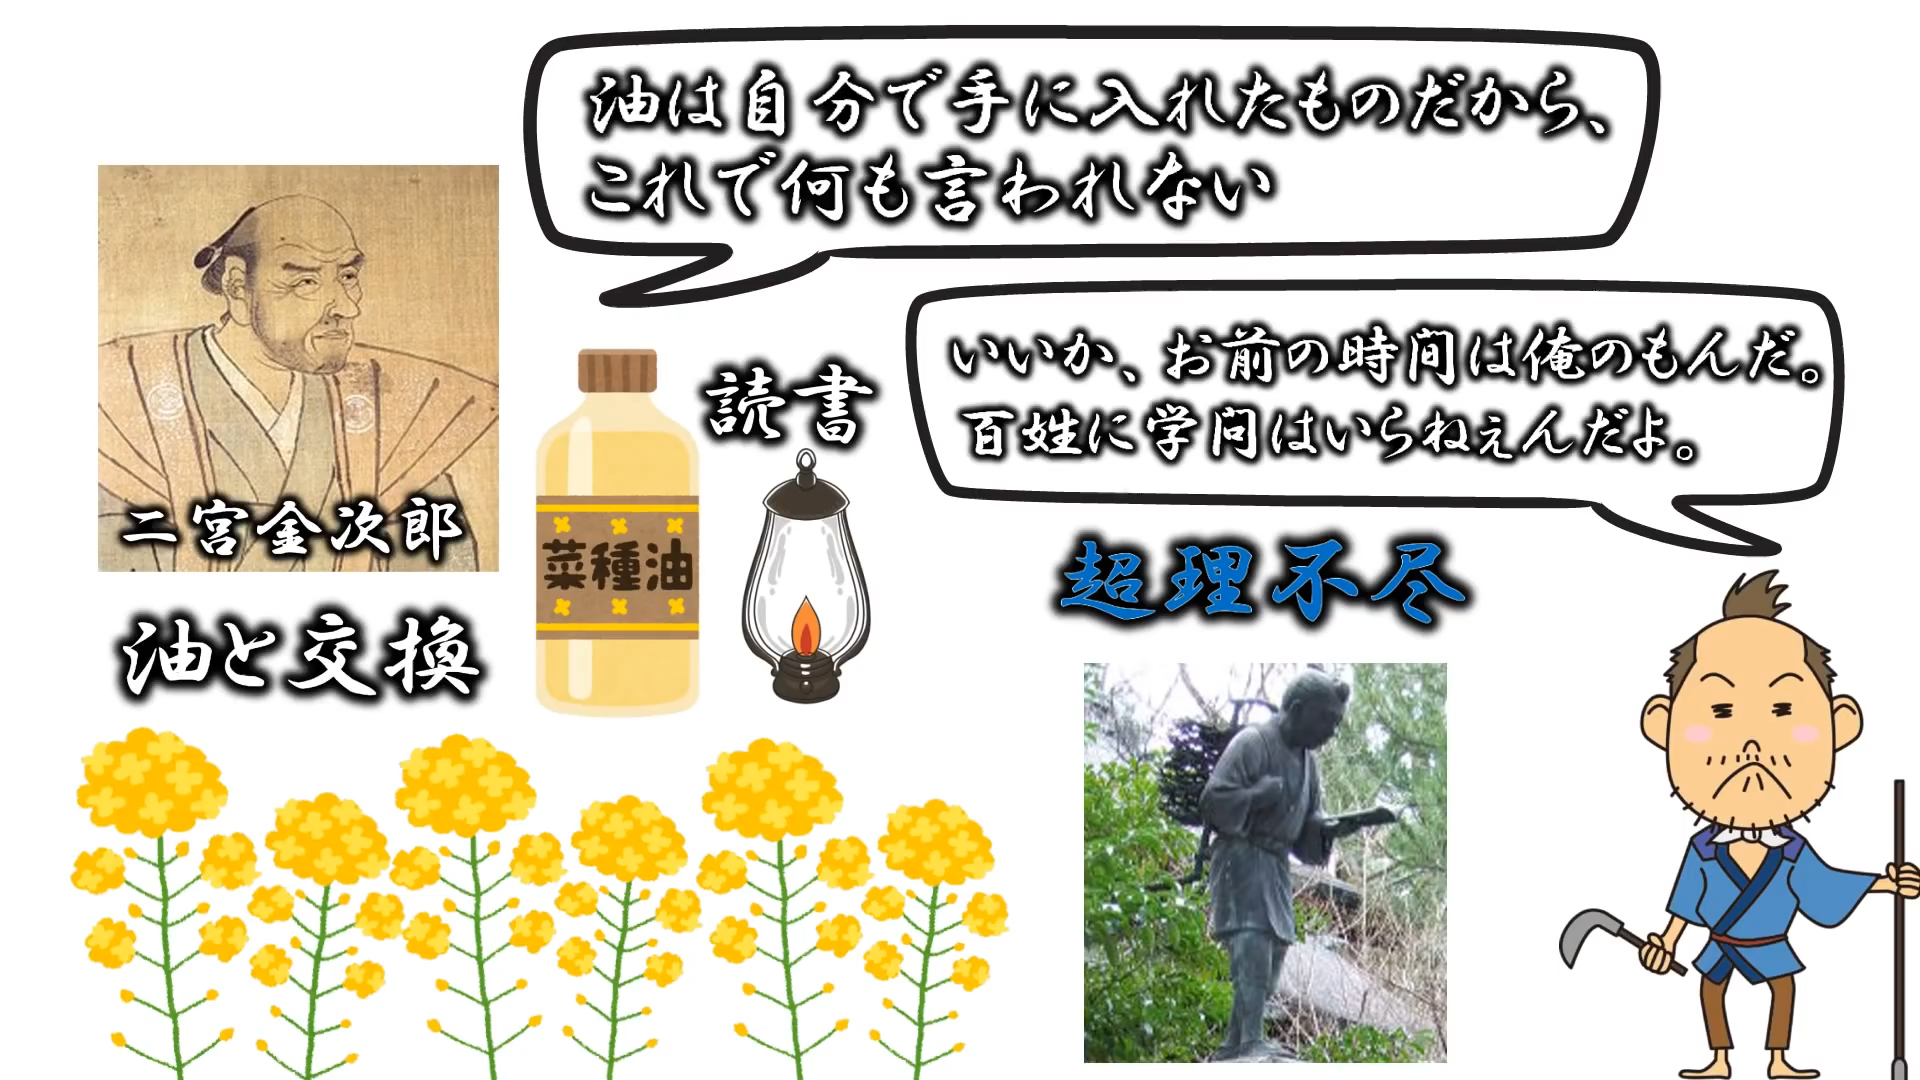 油は自分で手に入れたものだから、
これで何も言われない
いいか、お前の時間は俺のもんだ。
百姓に学問はいらねぇんだよ。
読書
二宮金次郎
菜種油
超理不尽
油と交換